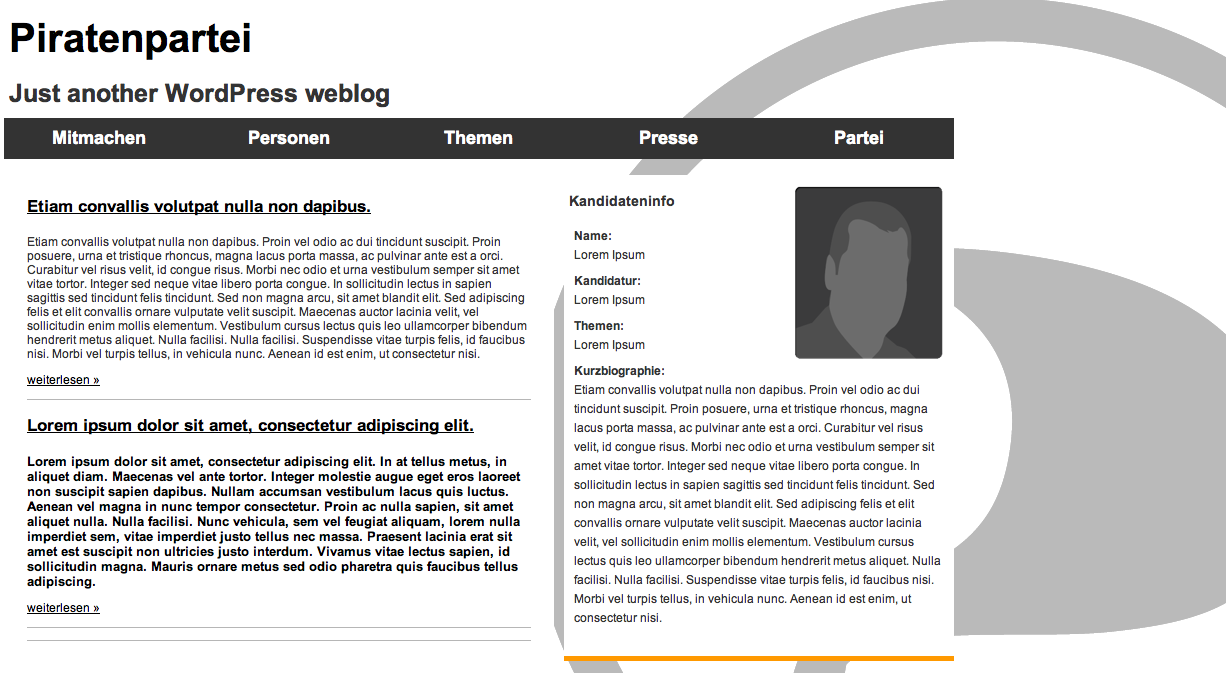 Piratenpartei
Just another WordPress weblog
Mitmachen Personen Themen Presse Partei
Etiam convallis volutpat nulla non dapibus.
Etiam convallis volutpat nulla non dapibus. Proin vel odio ac dui tincidunt suscipit. Proin
posuere, urna et tristique rhoncus, magna lacus porta massa, ac pulvinar ante est a orci.
Curabitur vel risus velit, id congue risus. Morbi nec odio et urna vestibulum semper sit amet
vitae tortor. Integer sed neque vitae libero porta congue. In sollicitudin lectus in sapien
sagittis sed tincidunt felis tincidunt. Sed non magna arcu, sit amet blandit elit. Sed adipiscing
felis et elit convallis ornare vulputate velit suscipit. Maecenas auctor lacinia velit, vel
sollicitudin enim mollis elementum. Vestibulum cursus lectus quis leo ullamcorper bibendum
hendrerit metus aliquet. Nulla facilisi. Nulla facilisi. Suspendisse vitae turpis felis, id faucibus
nisi. Morbi vel turpis tellus, in vehicula nunc. Aenean id est enim, ut consectetur nisi.
weiterlesen »
Lorem ipsum dolor sit amet, consectetur adipiscing elit.
Lorem ipsum dolor sit amet, consectetur adipiscing elit. In at tellus metus, in
aliquet diam. Maecenas vel ante tortor. Integer molestie augue eget eros laoreet
non suscipit sapien dapibus. Nullam accumsan vestibulum lacus quis luctus.
Aenean vel magna in nunc tempor consectetur. Proin ac nulla sapien, sit amet
aliquet nulla. Nulla facilisi. Nunc vehicula, sem vel feugiat aliquam, lorem nulla
imperdiet sem, vitae imperdiet justo tellus nec massa. Praesent lacinia erat sit
amet est suscipit non ultricies justo interdum. Vivamus vitae lectus sapien, id
sollicitudin magna. Mauris ornare metus sed odio pharetra quis faucibus tellus
adipiscing.
weiterlesen »
Kandidateninfo
Name:
Lorem Ipsum
Kandidatur:
Lorem Ipsum
Themen:
Lorem Ipsum
Kurzbiographie:
Etiam convallis volutpat nulla non dapibus. Proin vel odio ac dui
tincidunt suscipit. Proin posuere, urna et tristique rhoncus, magna
lacus porta massa, ac pulvinar ante est a orci. Curabitur vel risus
velit, id congue risus. Morbi nec odio et urna vestibulum semper sit
amet vitae tortor. Integer sed neque vitae libero porta congue. In
sollicitudin lectus in sapien sagittis sed tincidunt felis tincidunt. Sed
non magna arcu, sit amet blandit elit. Sed adipiscing felis et elit
convallis ornare vulputate velit suscipit. Maecenas auctor lacinia
velit, vel sollicitudin enim mollis elementum. Vestibulum cursus
lectus quis leo ullamcorper bibendum hendrerit metus aliquet. Nulla
facilisi. Nulla facilisi. Suspendisse vitae turpis felis, id faucibus nisi.
Morbi vel turpis tellus, in vehicula nunc. Aenean id est enim, ut
consectetur nisi.